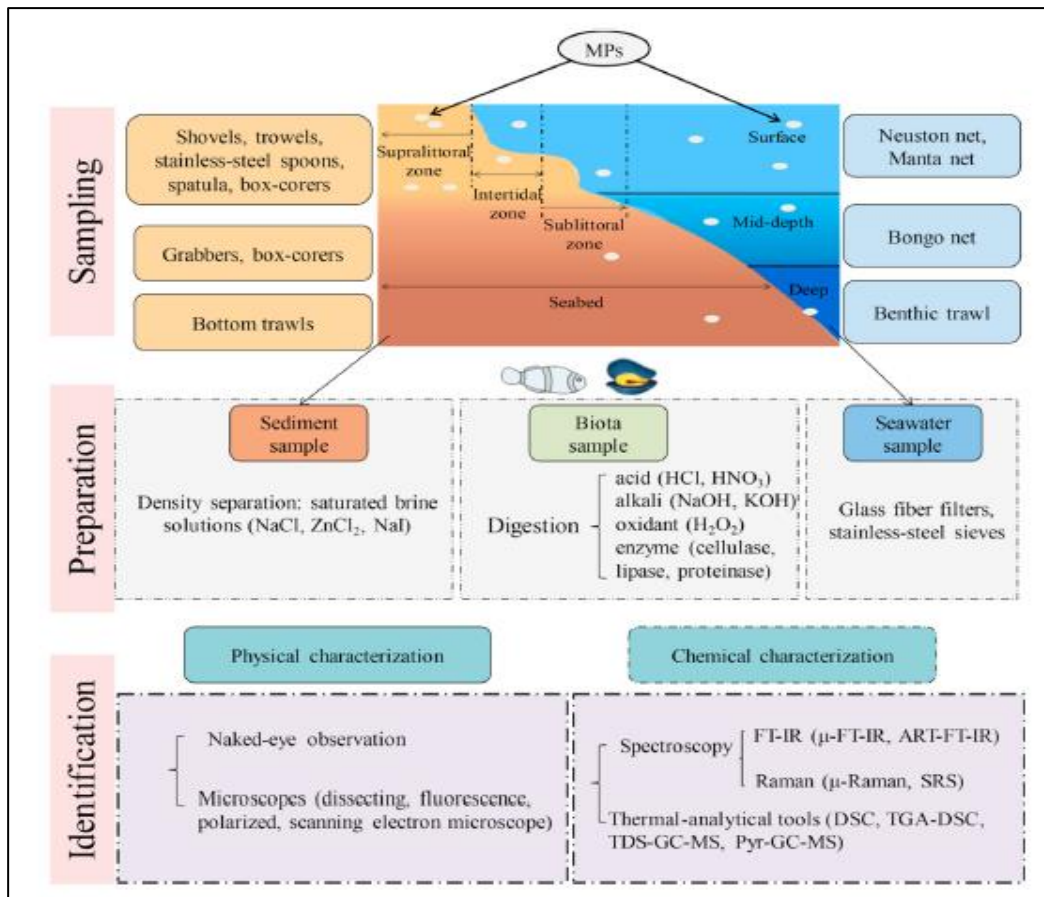 MPs
Sampling
Shovels, trowels,
stainless-steel spoons,
spatula, box-corers
Grabbers, box-corers
Bottom trawls
Supralittoral
zone
Intertidal
zone
Sublittoral
zone
Seabed
Surface
Mid-depth
Deep
Neuston net,
Manta net
Bongo net
Benthic trawl
Preparation
Sediment
sample
Density separation: saturated brine
solutions (NaCl, ZnCl₂, NaI)
Biota
sample
Digestion
acid (HCl, HNO₃)
alkali (NaOH, KOH)
oxidant (H₂O₂)
enzyme (cellulase,
lipase, proteinase)
Seawater
sample
Glass fiber filters,
stainless-steel sieves
Identification
Physical characterization
Naked-eye observation
Microscopes (dissecting, fluorescence,
polarized, scanning electron microscope)
Chemical characterization
Spectroscopy
FT-IR (μ-FT-IR, ART-FT-IR)
Raman (μ-Raman, SRS)
Thermal-analytical tools (DSC, TGA-DSC,
TDS-GC-MS, Pyr-GC-MS)